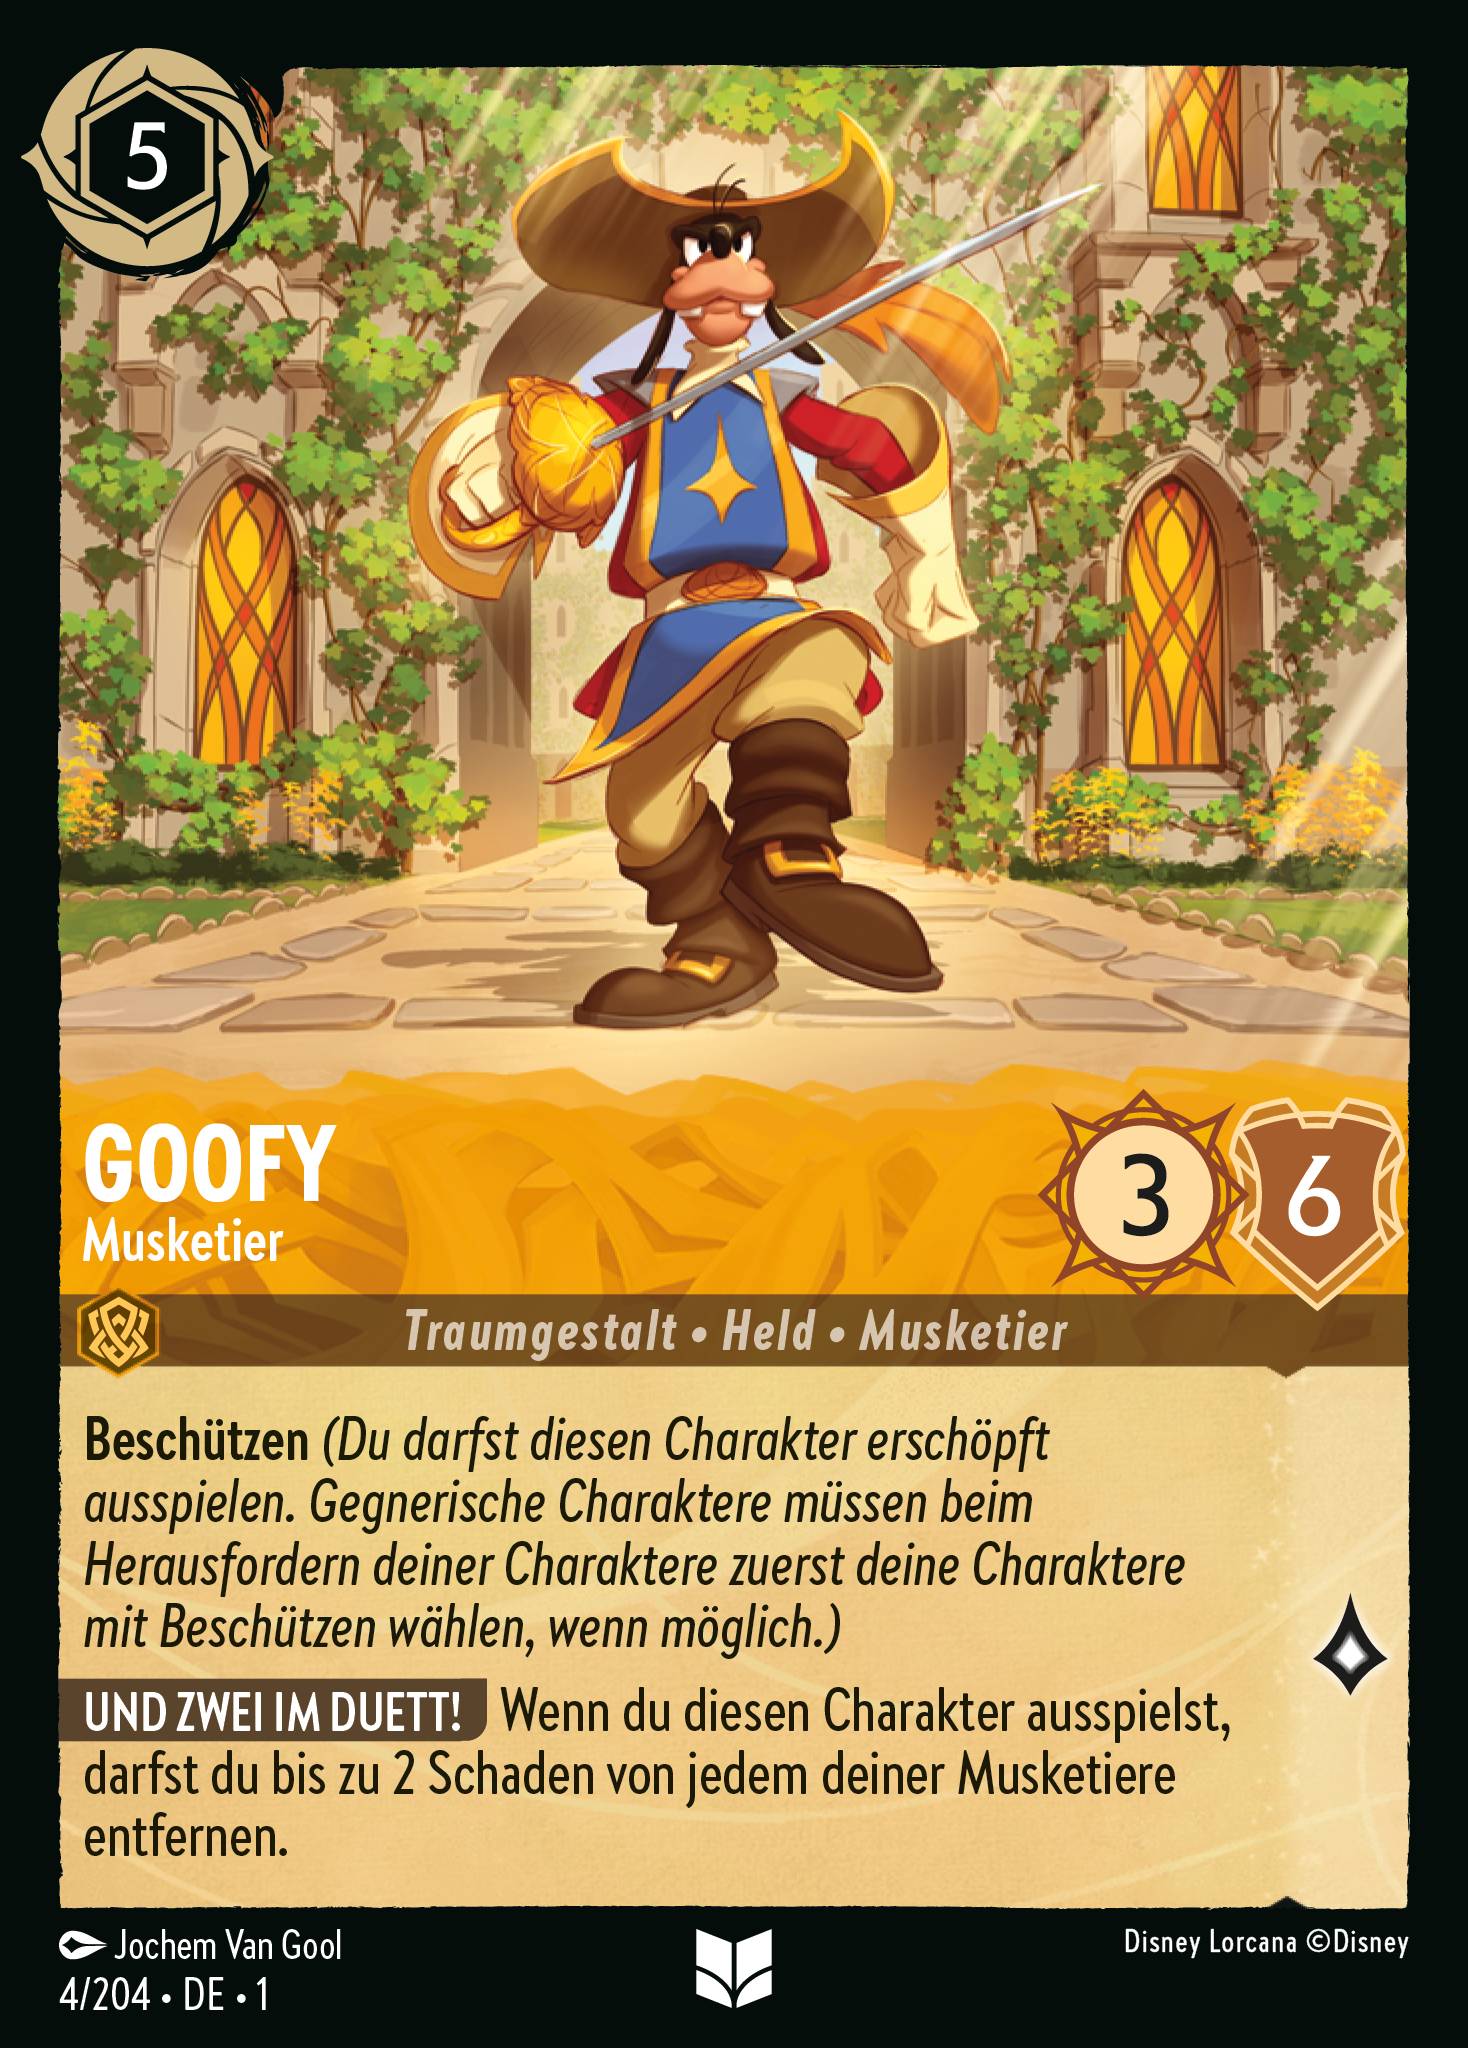 5
GOOFY
Musketier
3
6
Traumgestalt • Held • Musketier
Beschützen (Du darfst diesen Charakter erschöpft
ausspielen. Gegnerische Charaktere müssen beim
Herausfordern deiner Charaktere zuerst deine Charaktere
mit Beschützen wählen, wenn möglich.)
UND ZWEI IM DUETT! Wenn du diesen Charakter ausspielst,
darfst du bis zu 2 Schaden von jedem deiner Musketiere
entfernen.
Jochem Van Gool
Disney Lorcana ©Disney
4/204 • DE • 1